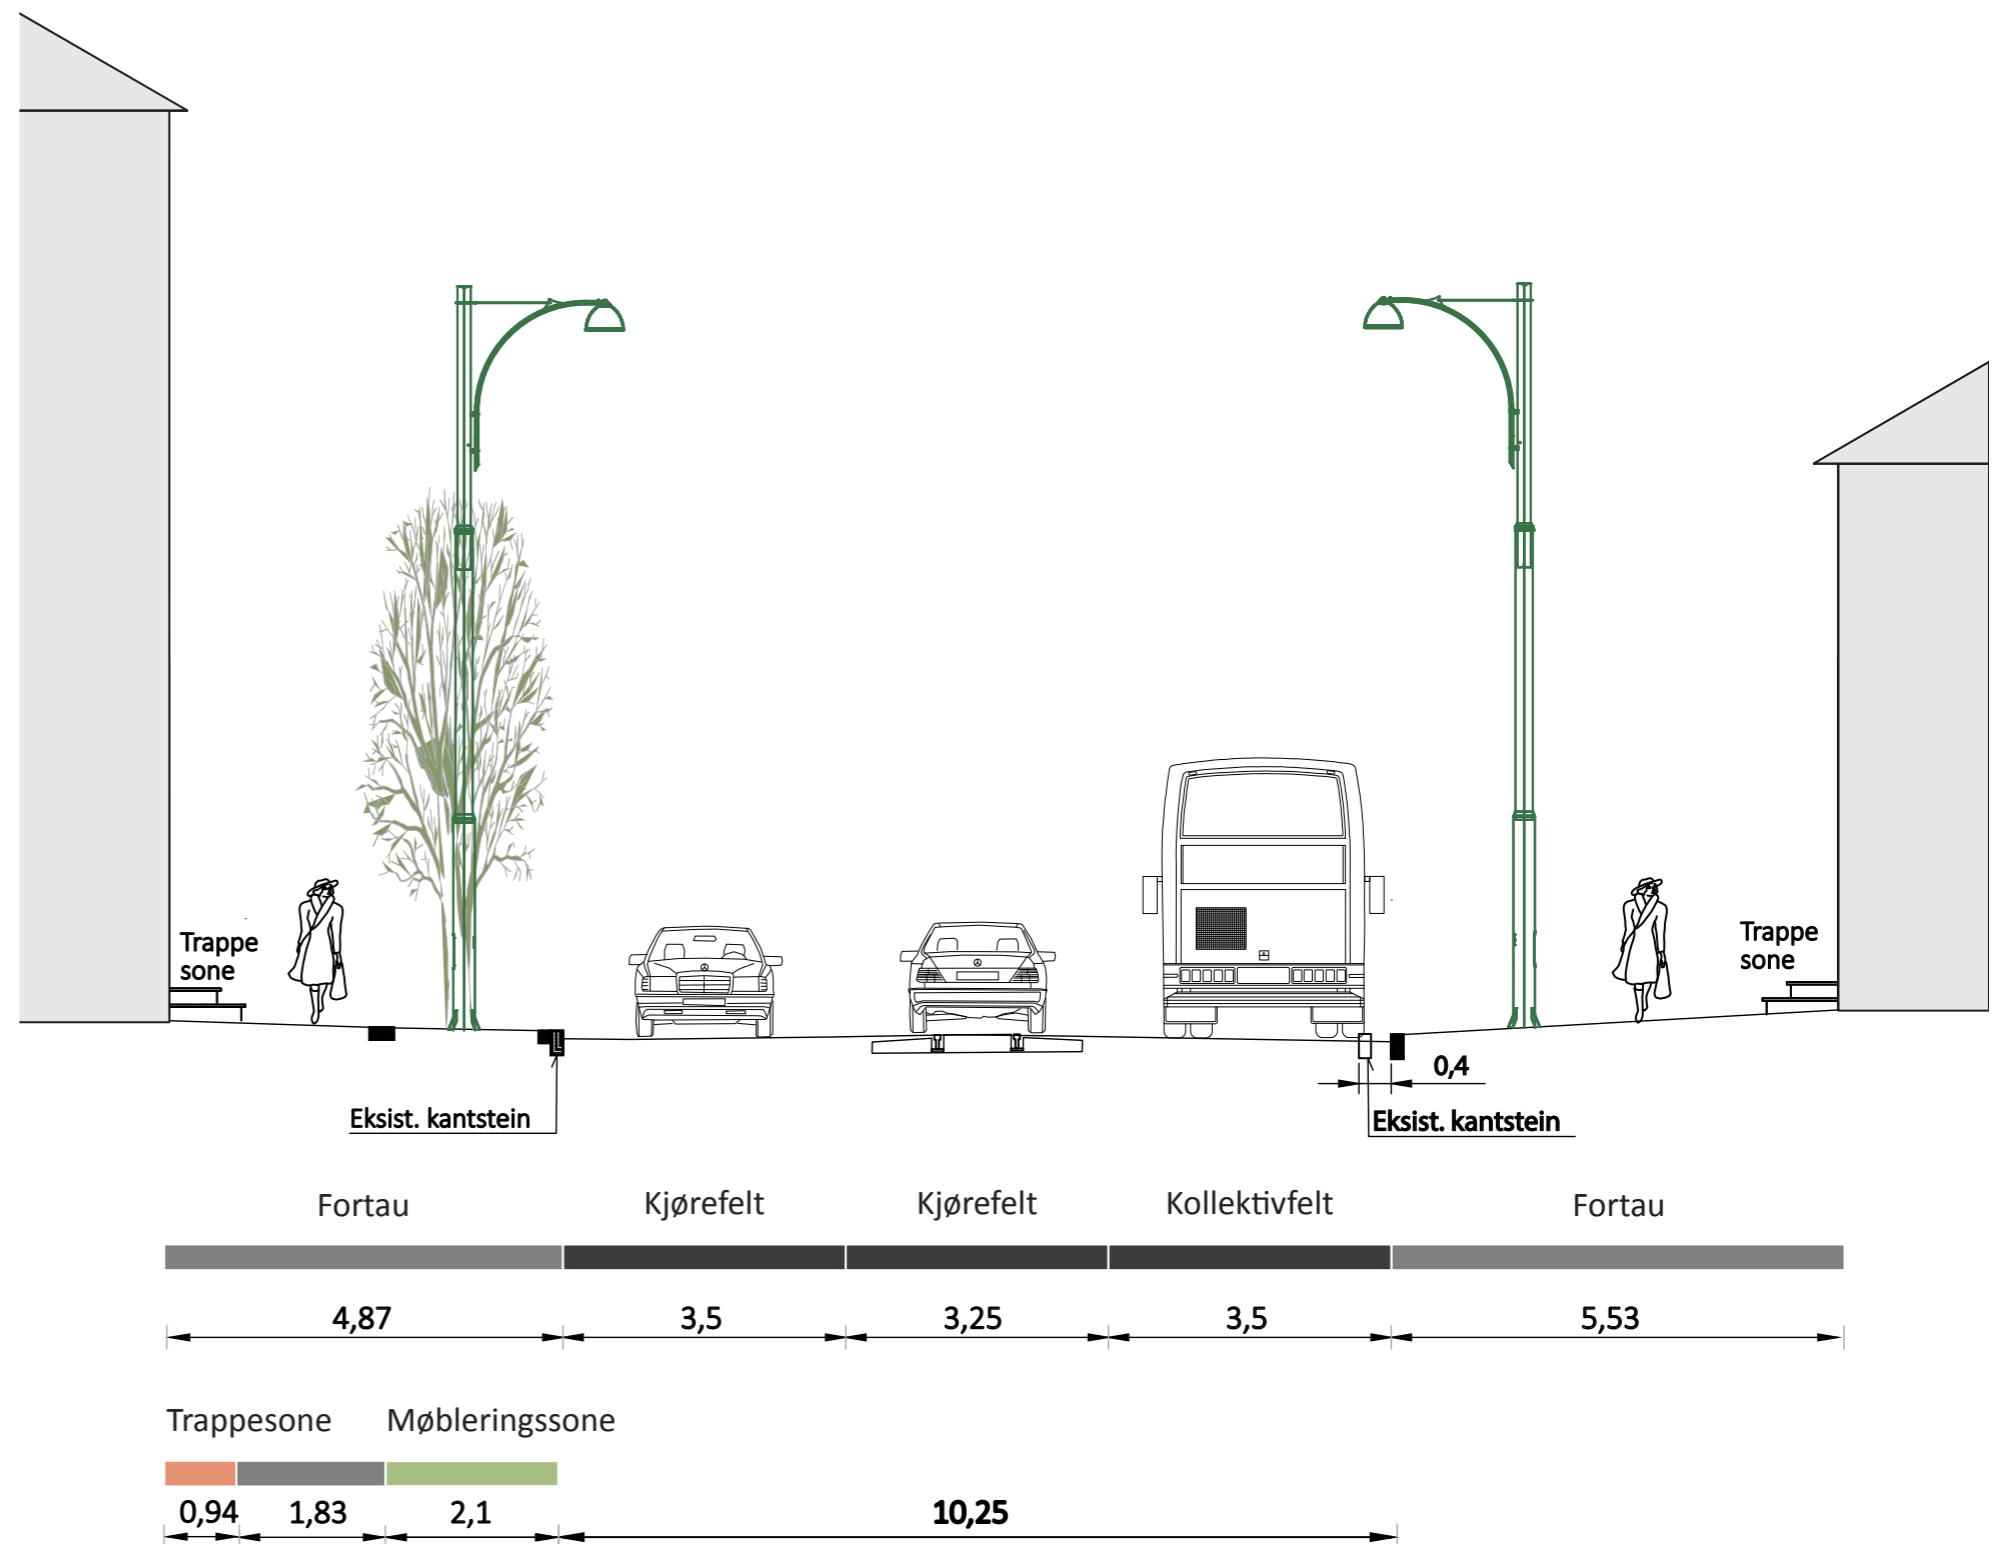 Trappe
sone
Trappe
sone
0,4
Eksist. kantstein
Eksist. kantstein
Fortau
Kjørefelt
Kjørefelt
Kollektivfelt
Fortau
4,87
3,5
3,25
3,5
5,53
Trappesone
Møbleringssone
0,94
1,83
2,1
10,25